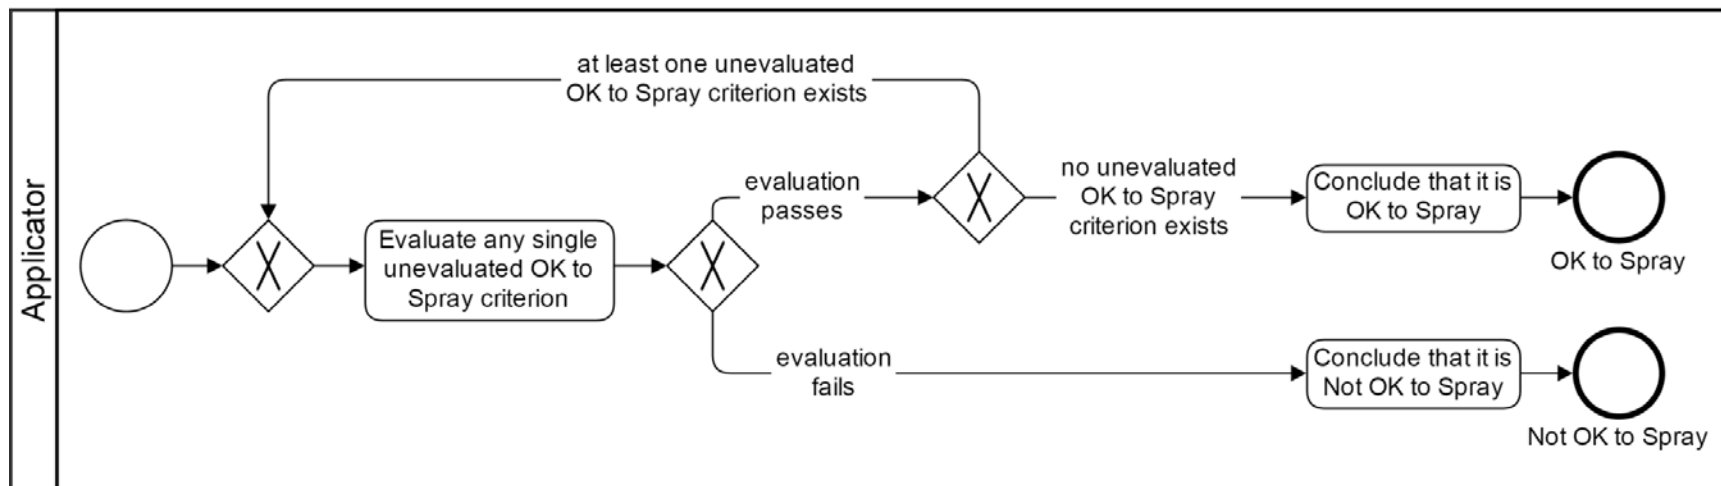 Applicator
at least one unevaluated
OK to Spray criterion exists
Evaluate any single
unevaluated OK to
Spray criterion
evaluation
passes
no unevaluated
OK to Spray
criterion exists
Conclude that it is
OK to Spray
OK to Spray
evaluation
fails
Conclude that it is
Not OK to Spray
Not OK to Spray